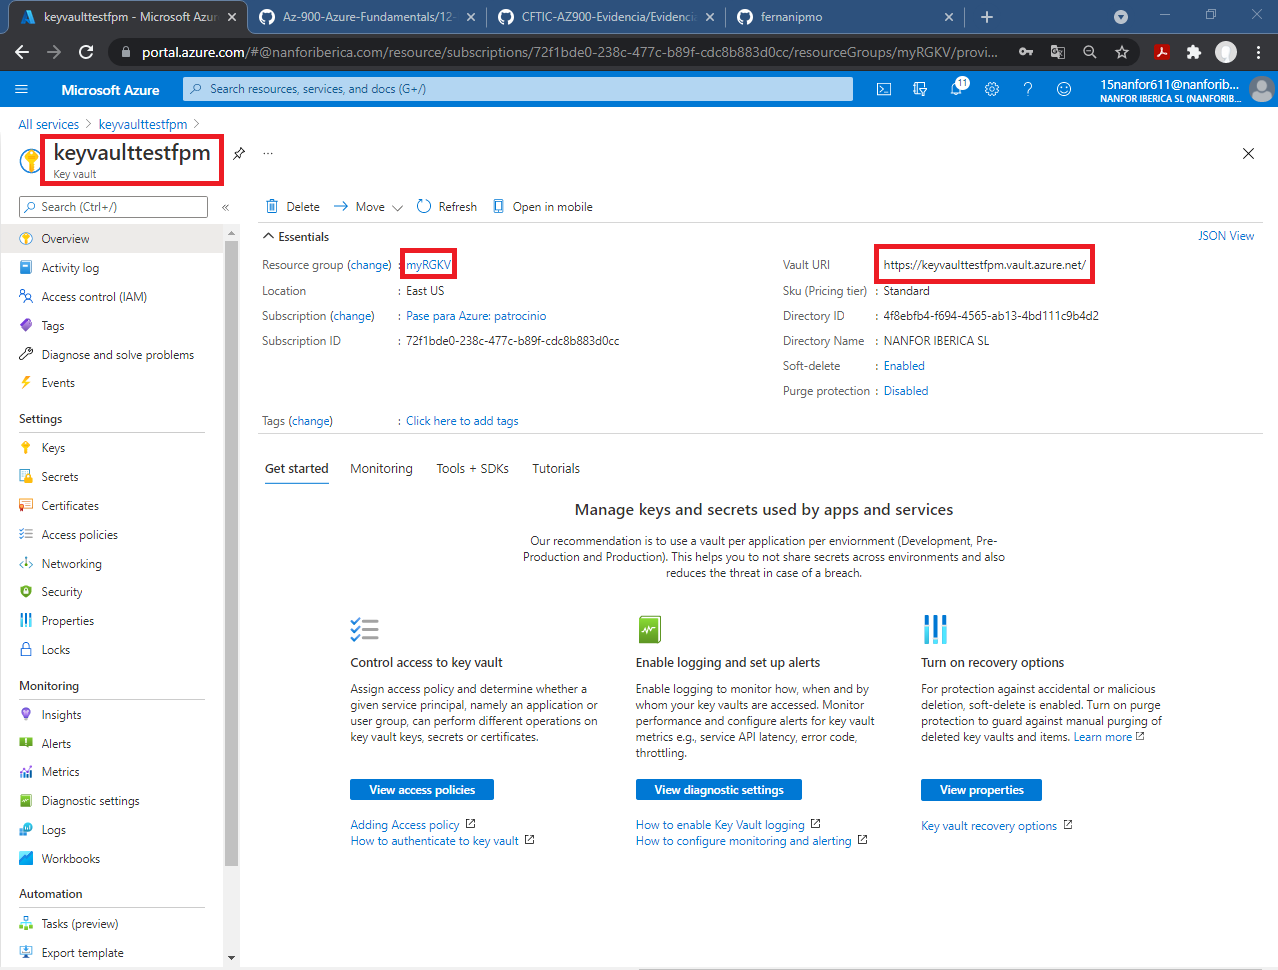 keyvaulttestfpm - Microsoft Azur
Az-900-Azure-Fundamentals/12-
CFTIC-AZ900-Evidencia/Evidencia
fernanipmo
portal.azure.com/#@nanforiberica.com/resource/subscriptions/72f1bde0-238c-477c-b89f-cdc8b883d0cc/resourceGroups/myRGKV/provi...
Microsoft Azure
Search resources, services, and docs (G+/)
11
15nanfor611@nanforib...
NANFOR IBERICA SL (NANFORIB...
All services > keyvaulttestfpm >
keyvaulttestfpm
...
Key vault
Search (Ctrl+/)
«
Delete
Move
Refresh
Open in mobile
Overview
Activity log
Access control (IAM)
Tags
Diagnose and solve problems
Events
Settings
Keys
Secrets
Certificates
Access policies
Networking
Security
Properties
Locks
Monitoring
Insights
Alerts
Metrics
Diagnostic settings
Logs
Workbooks
Automation
Tasks (preview)
Export template
Essentials
JSON View
Resource group (change) : myRGKV
Location : East US
Subscription (change) : Pase para Azure: patrocinio
Subscription ID : 72f1bde0-238c-477c-b89f-cdc8b883d0cc
Vault URI : https://keyvaulttestfpm.vault.azure.net/
Sku (Pricing tier) : Standard
Directory ID : 4f8ebfb4-f694-4565-ab13-4bd111c9b4d2
Directory Name : NANFOR IBERICA SL
Soft-delete : Enabled
Purge protection : Disabled
Tags (change) : Click here to add tags
Get started
Monitoring
Tools + SDKs
Tutorials
Manage keys and secrets used by apps and services
Our recommendation is to use a vault per application per enviornment (Development, Pre-
Production and Production). This helps you to not share secrets across environments and also
reduces the threat in case of a breach.
Control access to key vault
Assign access policy and determine whether a
given service principal, namely an application or
user group, can perform different operations on
key vault keys, secrets or certificates.
View access policies
Adding Access policy
How to authenticate to key vault
Enable logging and set up alerts
Enable logging to monitor how, when and by
whom your key vaults are accessed. Monitor
performance and configure alerts for key vault
metrics e.g., service API latency, error code,
throttling.
View diagnostic settings
How to enable Key Vault logging
How to configure monitoring and alerting
Turn on recovery options
For protection against accidental or malicious
deletion, soft-delete is enabled. Turn on purge
protection to guard against manual purging of
deleted key vaults and items. Learn more
View properties
Key vault recovery options